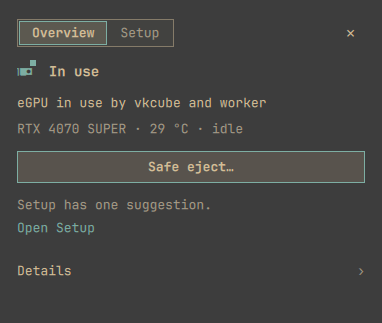 Overview Setup ×
In use
eGPU in use by vkcube and worker
RTX 4070 SUPER · 29 °C · idle
Safe eject…
Setup has one suggestion.
Open Setup
Details ›